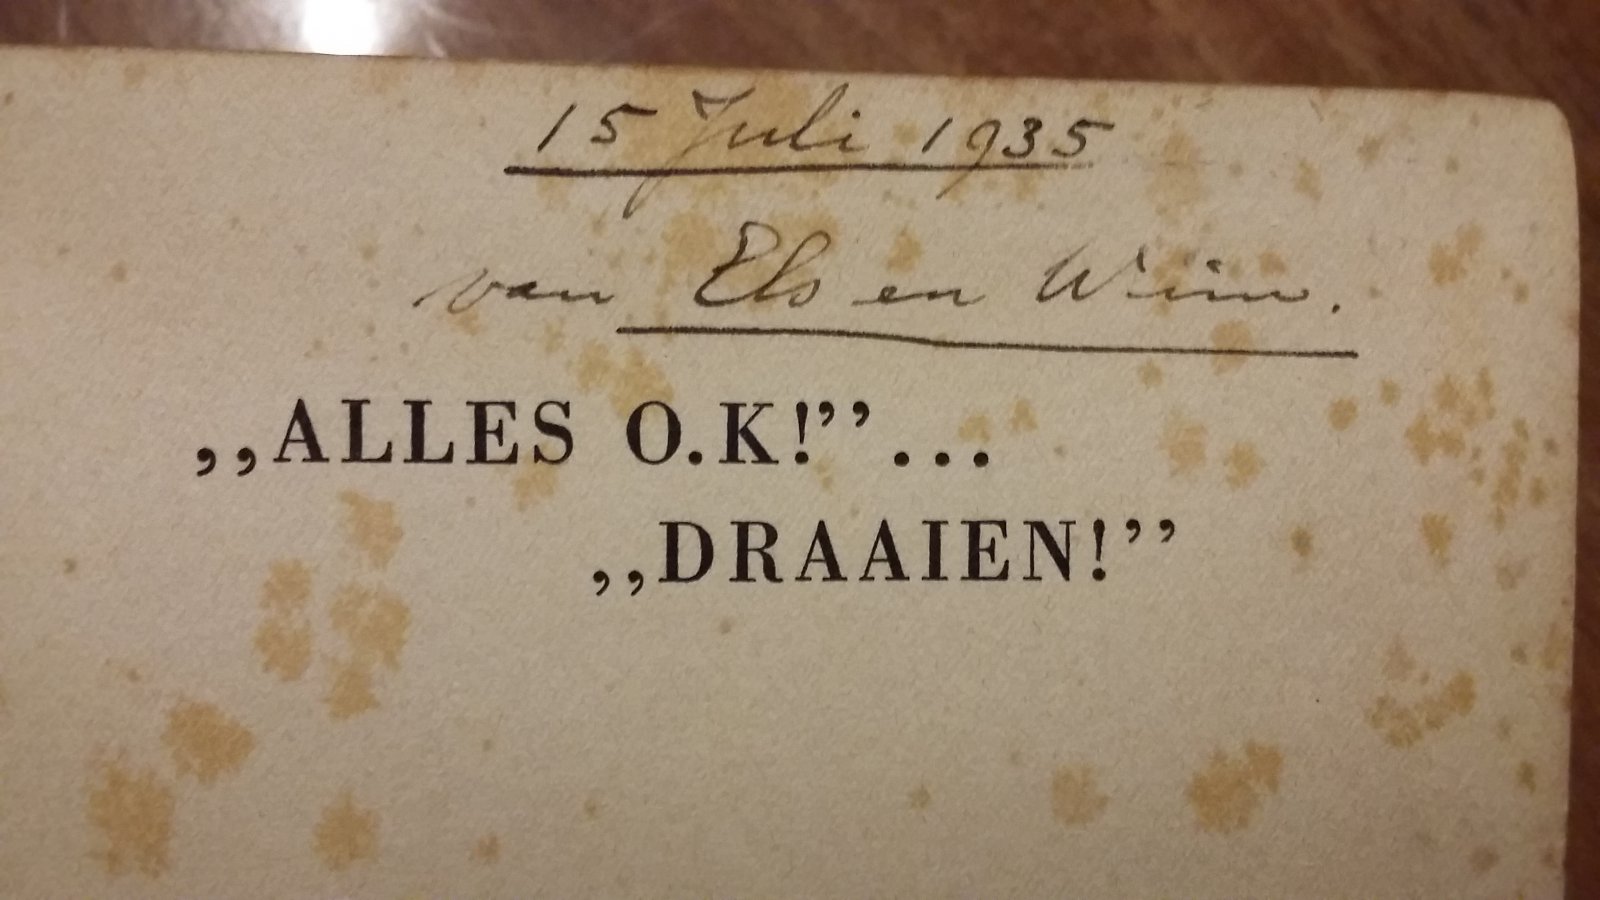 15 Juli 1935
van Els en Wim.
,,ALLES O.K!”...
,,DRAAIEN!”